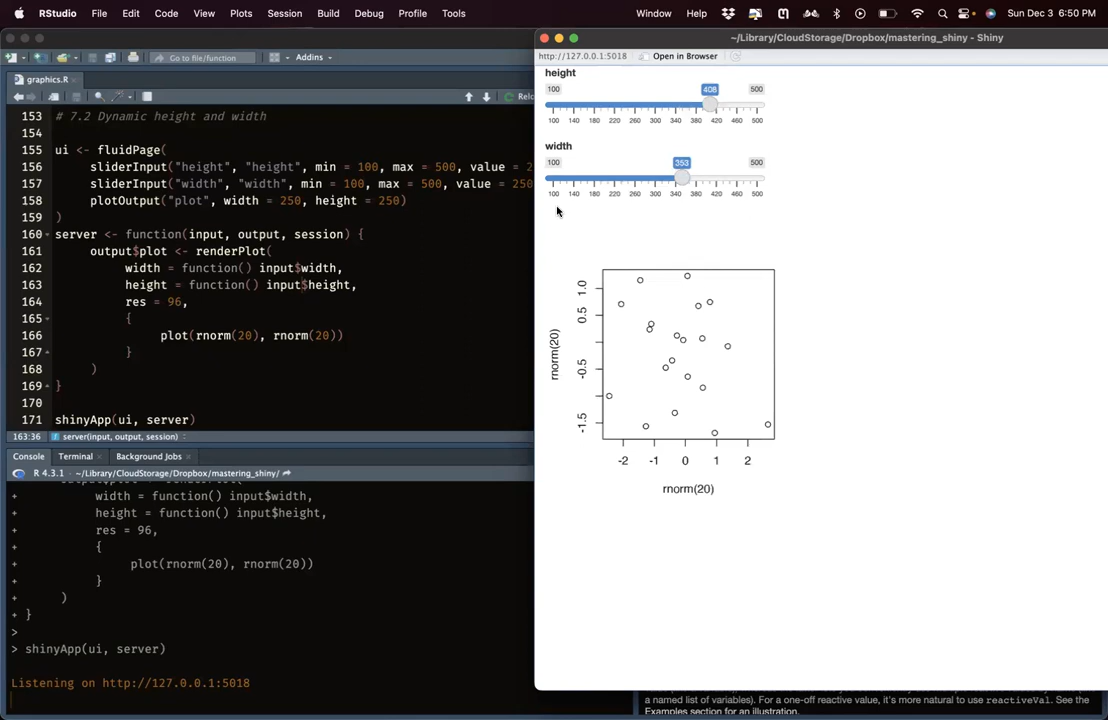 RStudio File Edit Code View Plots Session Build Debug Profile Tools Window Help Sun Dec 3 6:50 PM
~/Library/CloudStorage/Dropbox/mastering_shiny - Shiny
Go to file/function Addins
http://127.0.0.1:5018 Open in Browser
graphics.R
153 # 7.2 Dynamic height and width
154
155 ui <- fluidPage(
156 sliderInput("height", "height", min = 100, max = 500, value = 2
157 sliderInput("width", "width", min = 100, max = 500, value = 250
158 plotOutput("plot", width = 250, height = 250)
159 )
160 server <- function(input, output, session) {
161 output$plot <- renderPlot(
162 width = function() input$width,
163 height = function() input$height,
164 res = 96,
165 {
166 plot(rnorm(20), rnorm(20))
167 }
168 )
169 }
170
171 shinyApp(ui, server)
163:36 server(input, output, session)
Console Terminal Background Jobs
R 4.3.1 · ~/Library/CloudStorage/Dropbox/mastering_shiny/
+ width = function() input$width,
+ height = function() input$height,
+ res = 96,
+ {
+ plot(rnorm(20), rnorm(20))
+ }
+ )
+ }
>
> shinyApp(ui, server)
Listening on http://127.0.0.1:5018
height
100 408 500
100 140 180 220 260 300 340 380 420 460 500
width
100 353 500
100 140 180 220 260 300 340 380 420 460 500
rnorm(20)
1.0
0.5
-0.5
-1.5
-2 -1 0 1 2
rnorm(20)
a named list of variables). For a one-off reactive value, it's more natural to use reactiveVal. See the
Examples section for an illustration.